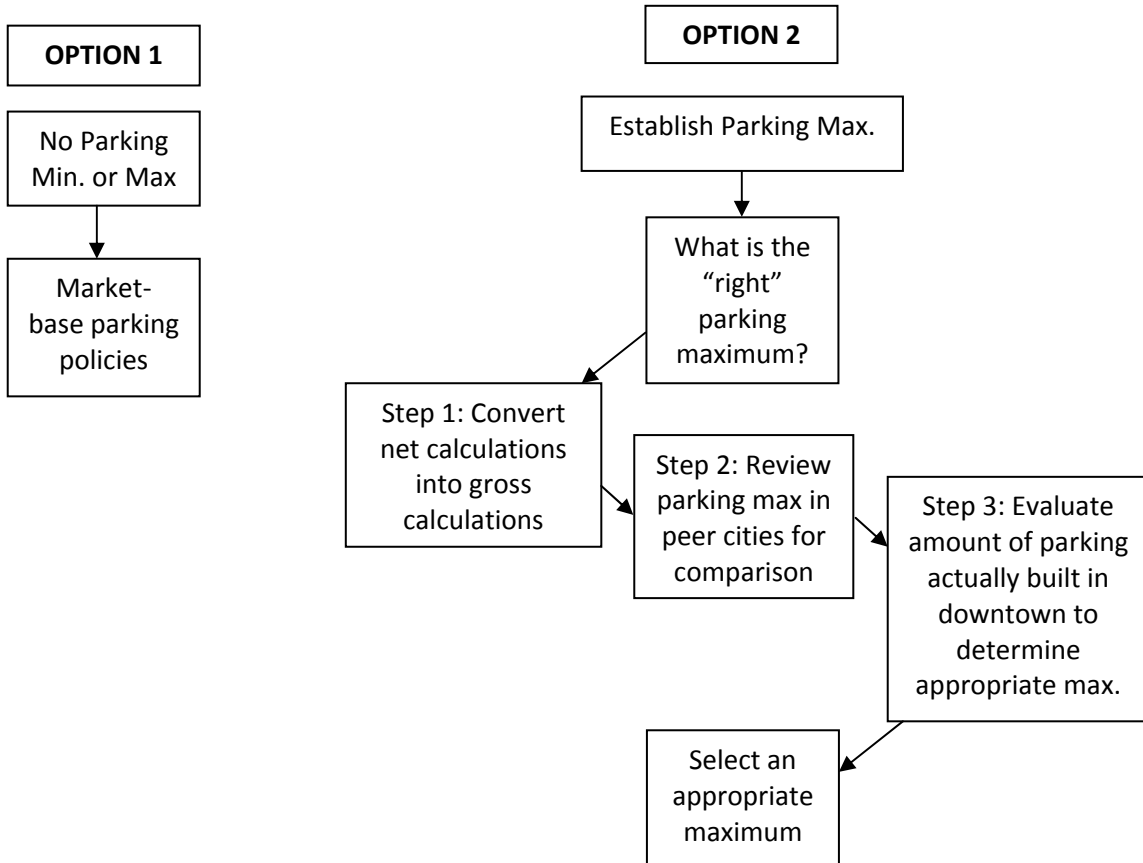 OPTION 1
No Parking
Min. or Max
Market-
base parking
policies
OPTION 2
Establish Parking Max.
What is the
“right”
parking
maximum?
Step 1: Convert
net calculations
into gross
calculations
Step 2: Review
parking max in
peer cities for
comparison
Step 3: Evaluate
amount of parking
actually built in
downtown to
determine
appropriate max.
Select an
appropriate
maximum